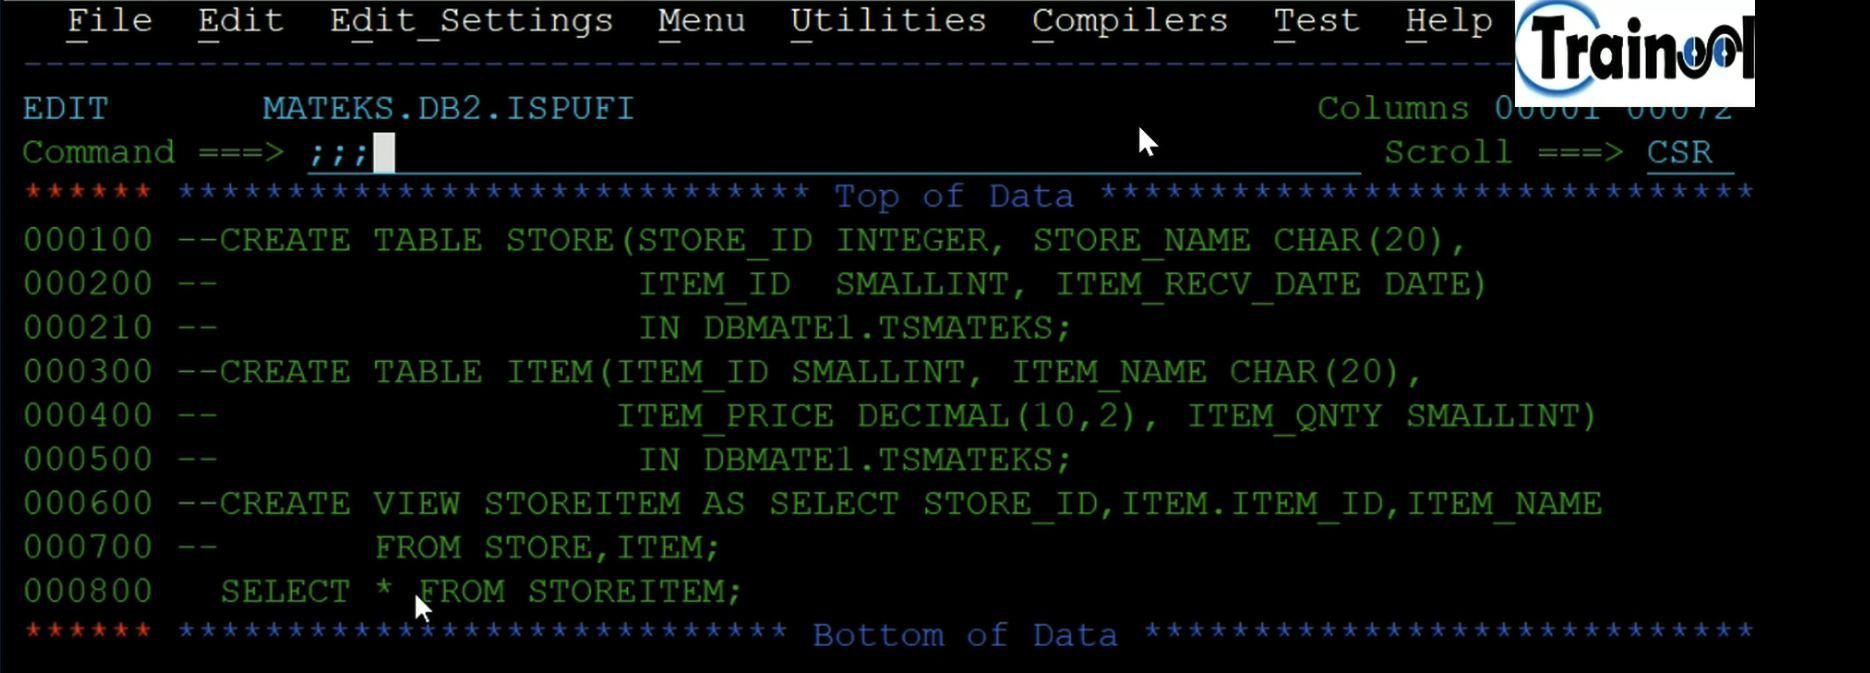 File Edit Edit_Settings Menu Utilities Compilers Test Help
Trainool
--------------------------------------------------------------------
EDIT MATEKS.DB2.ISPUFI Columns 00001 00072
Command ===> ;;; Scroll ===> CSR
****** ***************************** Top of Data ******************************
000100 --CREATE TABLE STORE(STORE_ID INTEGER, STORE_NAME CHAR(20),
000200 -- ITEM_ID SMALLINT, ITEM_RECV_DATE DATE)
000210 -- IN DBMATE1.TSMATEKS;
000300 --CREATE TABLE ITEM(ITEM_ID SMALLINT, ITEM_NAME CHAR(20),
000400 -- ITEM_PRICE DECIMAL(10,2), ITEM_QNTY SMALLINT)
000500 -- IN DBMATE1.TSMATEKS;
000600 --CREATE VIEW STOREITEM AS SELECT STORE_ID,ITEM.ITEM_ID,ITEM_NAME
000700 -- FROM STORE,ITEM;
000800 SELECT * FROM STOREITEM;
****** **************************** Bottom of Data ****************************